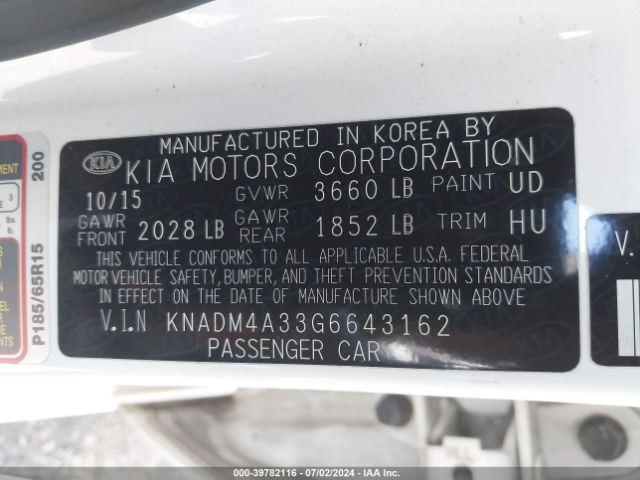 MANUFACTURED IN KOREA BY
KIA KIA MOTORS CORPORATION
10/15 GVWR 3660 LB PAINT UD
GAWR FRONT 2028 LB GAWR REAR 1852 LB TRIM HU
THIS VEHICLE CONFORMS TO ALL APPLICABLE U.S.A. FEDERAL
MOTOR VEHICLE SAFETY, BUMPER, AND THEFT PREVENTION STANDARDS
IN EFFECT ON THE DATE OF MANUFACTURE SHOWN ABOVE
V.I.N KNADM4A33G6643162
PASSENGER CAR
P185/65R15 200
V.
000-39782116 - 07/02/2024 - IAA Inc.